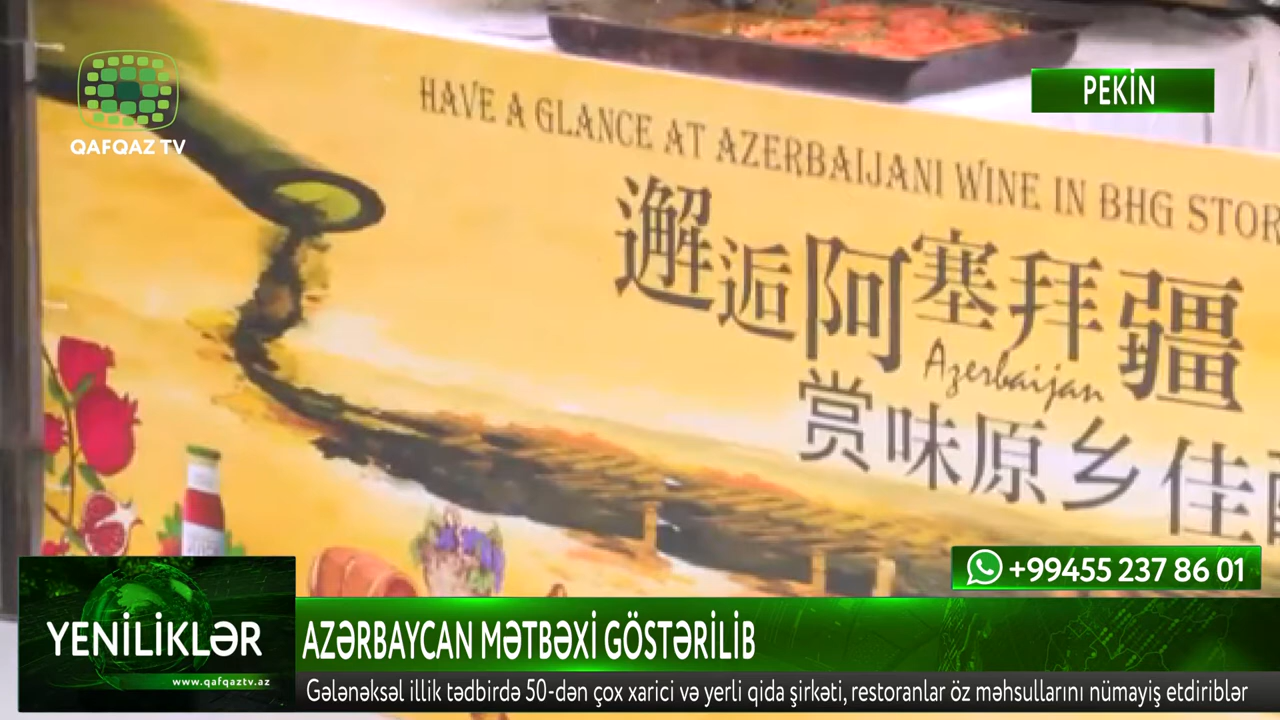 QAFQAZ TV
PEKİN
HAVE A GLANCE AT AZERBAIJANI WINE IN BHG
邂逅阿塞拜疆
Azerbaijan
赏味原乡佳
+99455 237 86 01
YENİLİKLƏR
www.qafqaztv.az
AZƏRBAYCAN MƏTBƏXİ GÖSTƏRİLİB
Gələnəksəl illik tədbirdə 50-dən çox xarici və yerli qida şirkəti, restoranlar öz məhsullarını nümayiş etdiriblər